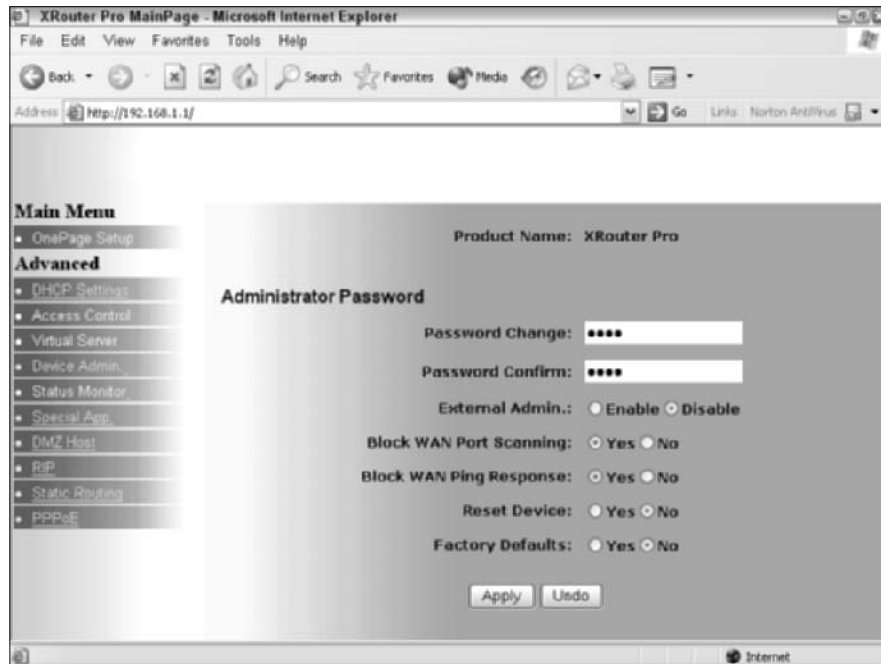 XRouter Pro MainPage - Microsoft Internet Explorer
File Edit View Favorites Tools Help
Back Search Favorites Media
Address http://192.168.1.1/ Go Links Norton AntiVirus
Main Menu
OnePage Setup
Advanced
DHCP Settings
Access Control
Virtual Server
Device Admin.
Status Monitor
Special App.
DMZ Host
RIP
Static Routing
PPPoE
Product Name: XRouter Pro
Administrator Password
Password Change: ••••
Password Confirm: ••••
External Admin.: Enable Disable
Block WAN Port Scanning: Yes No
Block WAN Ping Response: Yes No
Reset Device: Yes No
Factory Defaults: Yes No
Apply Undo
Internet